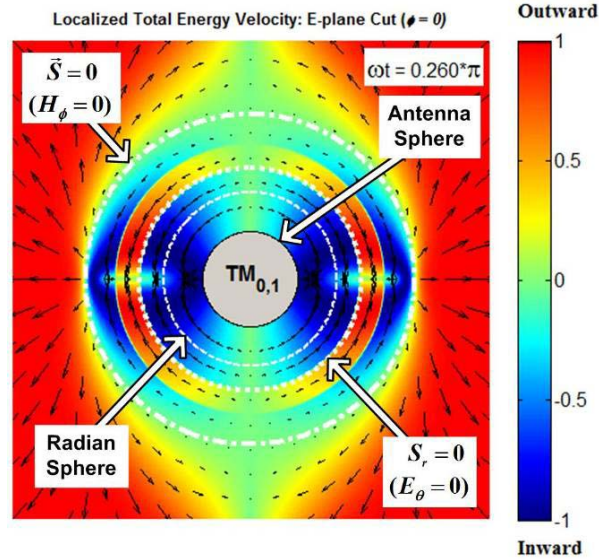 Localized Total Energy Velocity: E-plane Cut (ϕ = 0)
Outward
S⃗ = 0
(Hϕ = 0)
ωt = 0.260*π
Antenna
Sphere
TM0,1
Radian
Sphere
Sr = 0
(Eθ = 0)
1
0.5
0
-0.5
-1
Inward